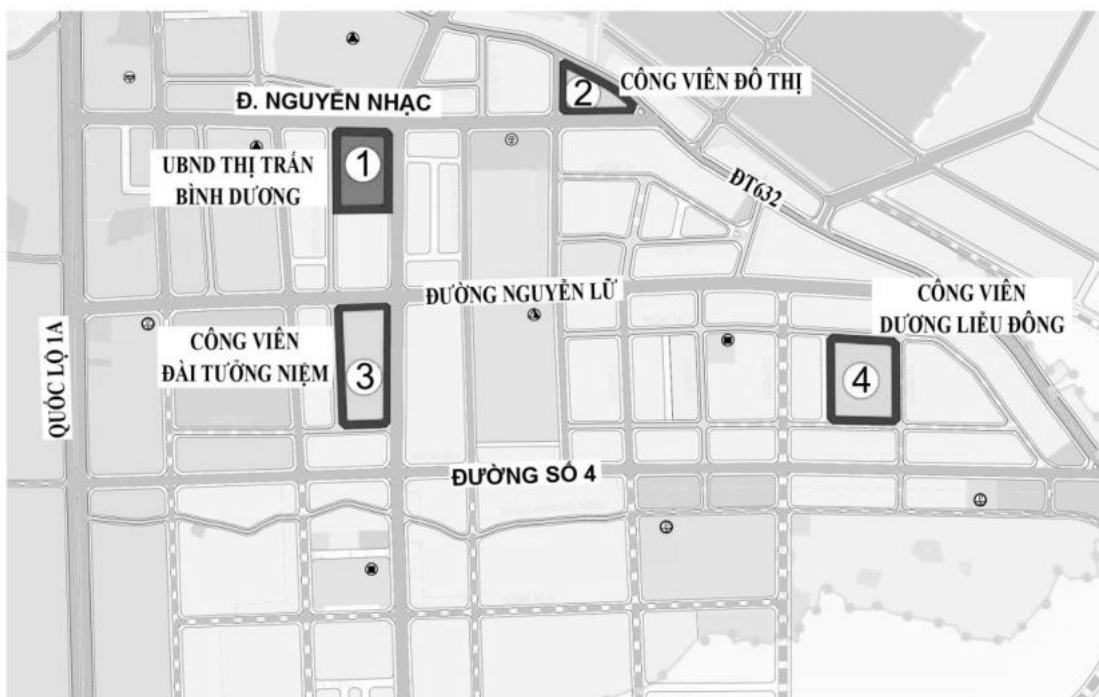 2
CÔNG VIÊN ĐÔ THỊ
Đ. NGUYỄN NHẠC
1
UBND THỊ TRẤN
BÌNH DƯƠNG
ĐT632
ĐƯỜNG NGUYỄN LỮ
CÔNG VIÊN
DƯƠNG LIỄU ĐÔNG
QUỐC LỘ 1A
CÔNG VIÊN
ĐÀI TƯỞNG NIỆM
3
4
ĐƯỜNG SỐ 4